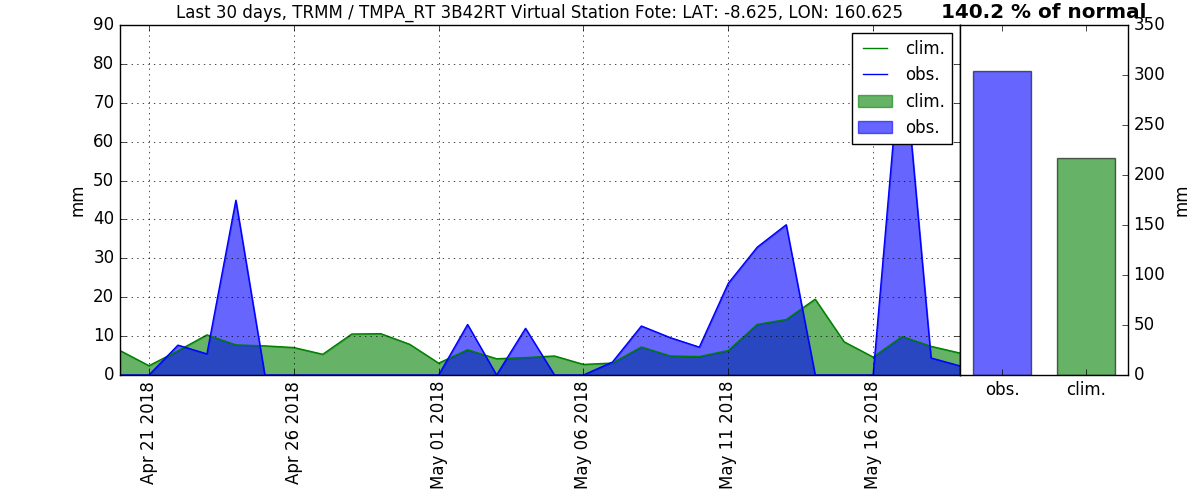 Last 30 days, TRMM / TMPA_RT 3B42RT Virtual Station Fote: LAT: -8.625, LON: 160.625
140.2 % of normal
90
80
70
60
50
40
30
20
10
0
mm
clim.
obs.
clim.
obs.
350
300
250
200
150
100
50
0
mm
Apr 21 2018
Apr 26 2018
May 01 2018
May 06 2018
May 11 2018
May 16 2018
obs.
clim.